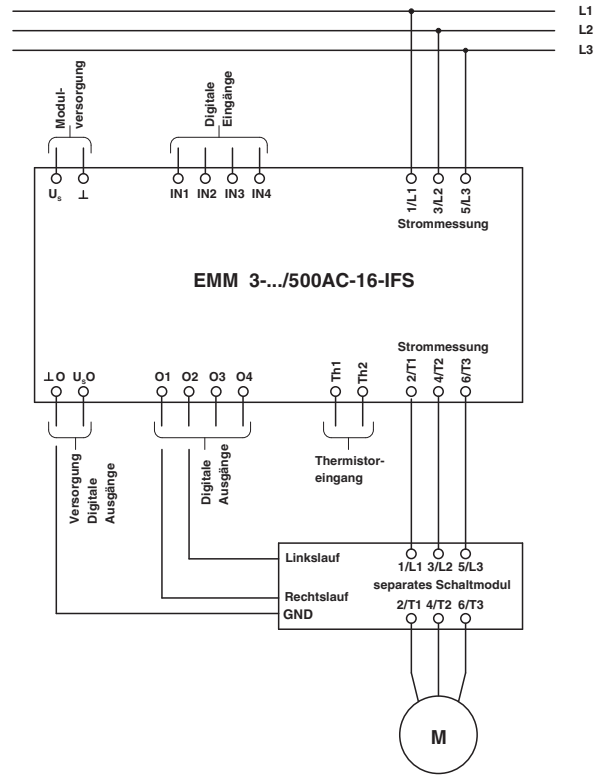 L1
L2
L3
Modul-
versorgung
Digitale
Eingänge
Us ⊥ IN1 IN2 IN3 IN4 1/L1 3/L2 5/L3
Strommessung
EMM 3-.../500AC-16-IFS
Strommessung
⊥O UsO O1 O2 O3 O4 Th1 Th2 2/T1 4/T2 6/T3
Versorgung
Digitale
Ausgänge
Digitale
Ausgänge
Thermistor-
eingang
Linkslauf
1/L1 3/L2 5/L3
separates Schaltmodul
Rechtslauf
2/T1 4/T2 6/T3
GND
M